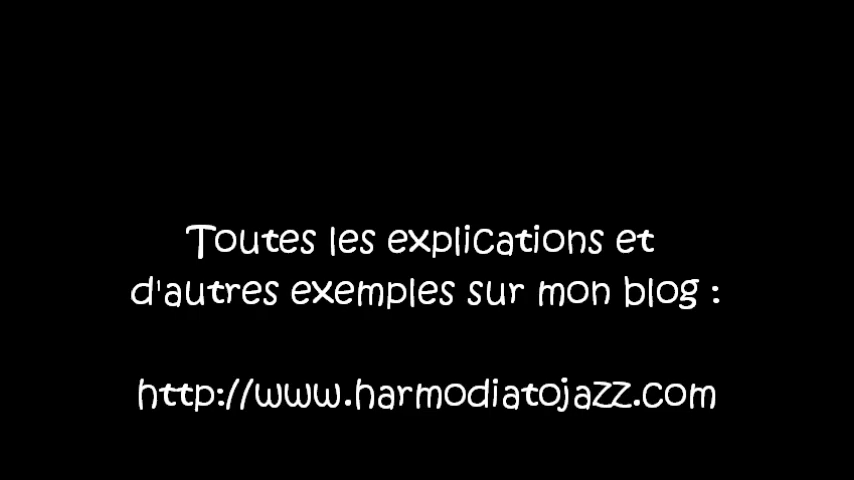 Toutes les explications et
d'autres exemples sur mon blog :
http://www.harmodiatojazz.com